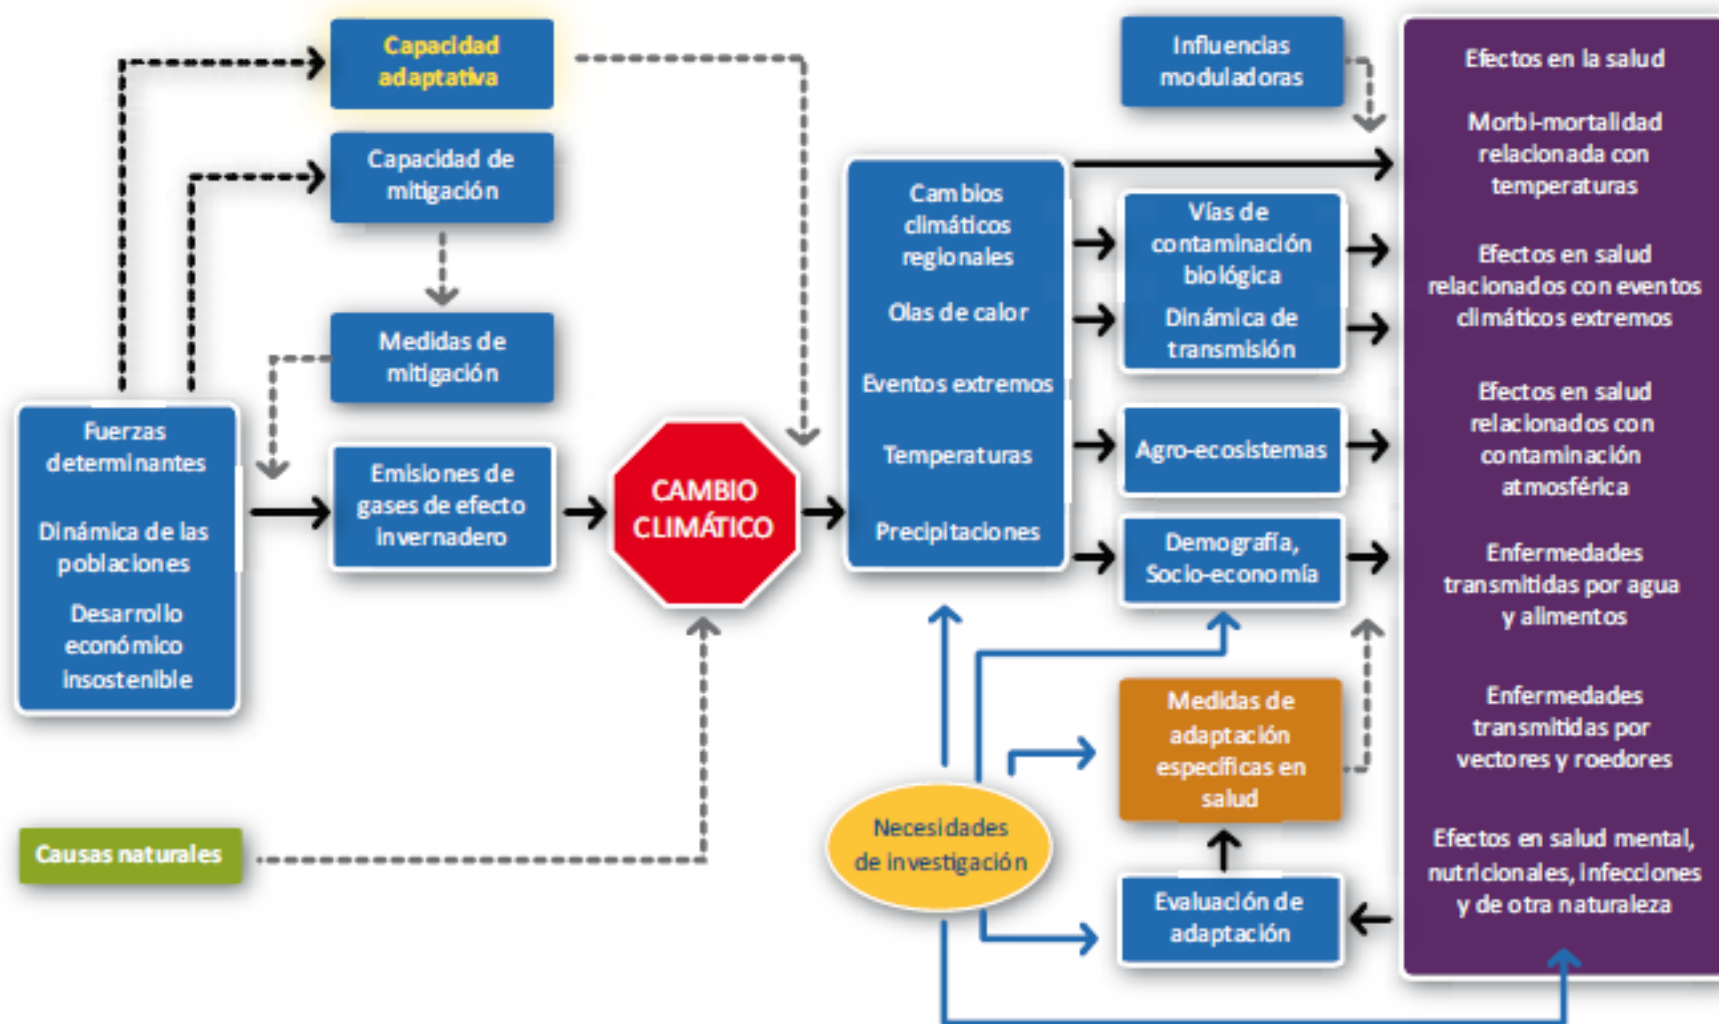 Capacidad
adaptativa
Capacidad de
mitigación
Medidas de
mitigación
Fuerzas
determinantes
Dinámica de las
poblaciones
Desarrollo
económico
insostenible
Emisiones de
gases de efecto
invernadero
CAMBIO
CLIMÁTICO
Causas naturales
Cambios
climáticos
regionales
Olas de calor
Eventos extremos
Temperaturas
Precipitaciones
Influencias
moduladoras
Vías de
contaminación
biológica
Dinámica de
transmisión
Agro-ecosistemas
Demografía,
Socio-economía
Medidas de
adaptación
específicas en
salud
Necesidades
de investigación
Evaluación de
adaptación
Efectos en la salud
Morbi-mortalidad
relacionada con
temperaturas
Efectos en salud
relacionados con eventos
climáticos extremos
Efectos en salud
relacionados con
contaminación
atmosférica
Enfermedades
transmitidas por agua
y alimentos
Enfermedades
transmitidas por
vectores y roedores
Efectos en salud mental,
nutricionales, infecciones
y de otra naturaleza